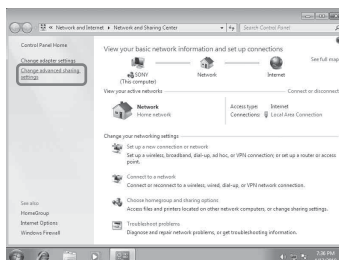 « Network and Internet ▸ Network and Sharing Center
Search Control Panel
Control Panel Home
Change adapter settings
Change advanced sharing
settings
See also
HomeGroup
Internet Options
Windows Firewall
View your basic network information and set up connections
See full map
SONY
(This computer)
Network
Internet
View your active networks
Connect or disconnect
Network
Home network
Access type: Internet
Connections: Local Area Connection
Change your networking settings
Set up a new connection or network
Set up a wireless, broadband, dial-up, ad hoc, or VPN connection; or set up a router or access
point.
Connect to a network
Connect or reconnect to a wireless, wired, dial-up, or VPN network connection.
Choose homegroup and sharing options
Access files and printers located on other network computers, or change sharing settings.
Troubleshoot problems
Diagnose and repair network problems, or get troubleshooting information.
7:36 PM